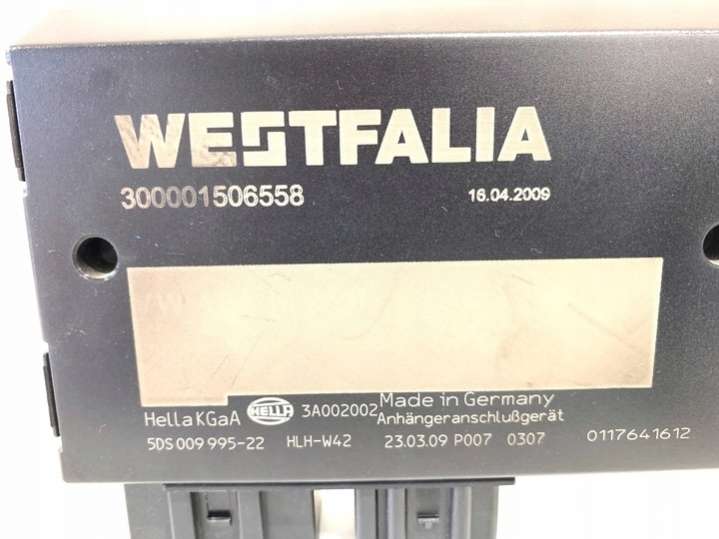 WESTFALIA
300001506558 16.04.2009
Hella KGaA HELLA 3A002002 Made in Germany
Anhängeranschlußgerät
5DS 009 995-22 HLH-W42 23.03.09 P007 0307 0117641612